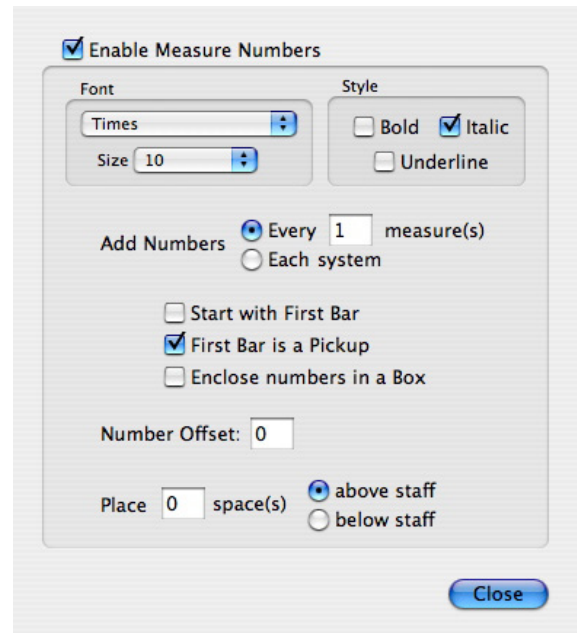 Enable Measure Numbers
Font
Style
Times
Bold Italic
Size 10
Underline
Add Numbers
Every 1 measure(s)
Each system
Start with First Bar
First Bar is a Pickup
Enclose numbers in a Box
Number Offset: 0
Place 0 space(s)
above staff
below staff
Close